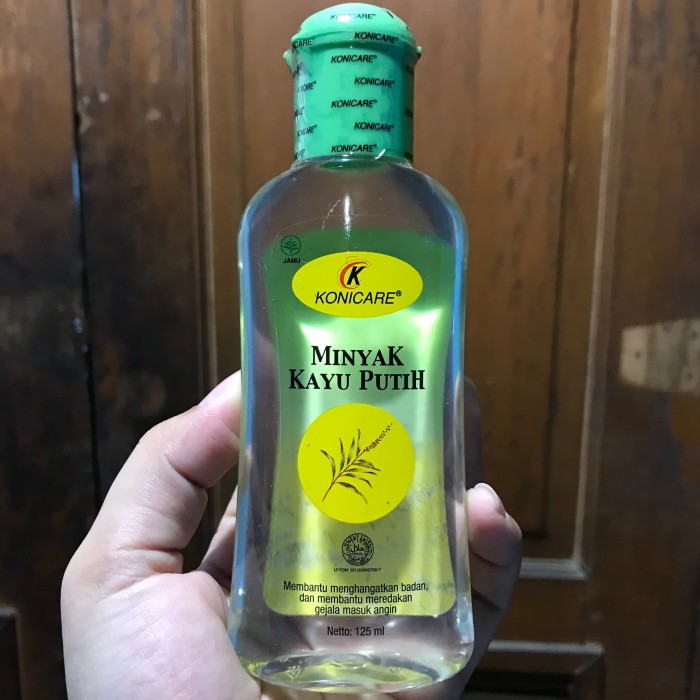 KONICARE®
KONICARE®
KONICARE®
KONICARE®
KONICARE®
KONICARE®
JAMU
K
KONICARE®
MINYAK
KAYU PUTIH
Membantu menghangatkan badan,
dan membantu meredakan
gejala masuk angin
Netto: 125 ml